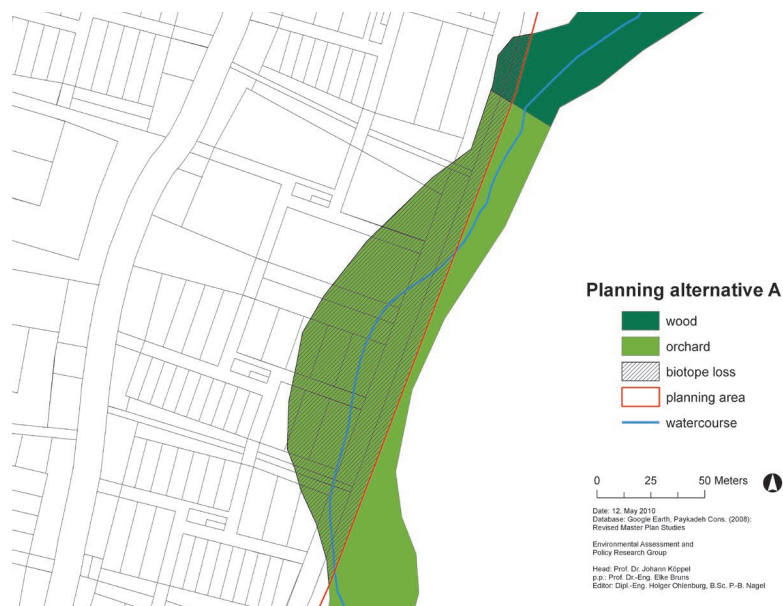 Planning alternative A
wood
orchard
biotope loss
planning area
watercourse
0 25 50 Meters
Date: 12. May 2010
Database: Google Earth, Paykadeh Cons. (2008):
Revised Master Plan Studies
Environmental Assessment and
Policy Research Group
Head: Prof. Dr. Johann Köppel
p.p.: Prof. Dr.-Eng. Elke Bruns
Editor: Dipl.-Eng. Holger Ohlenburg, B.Sc. P.-B. Nagel